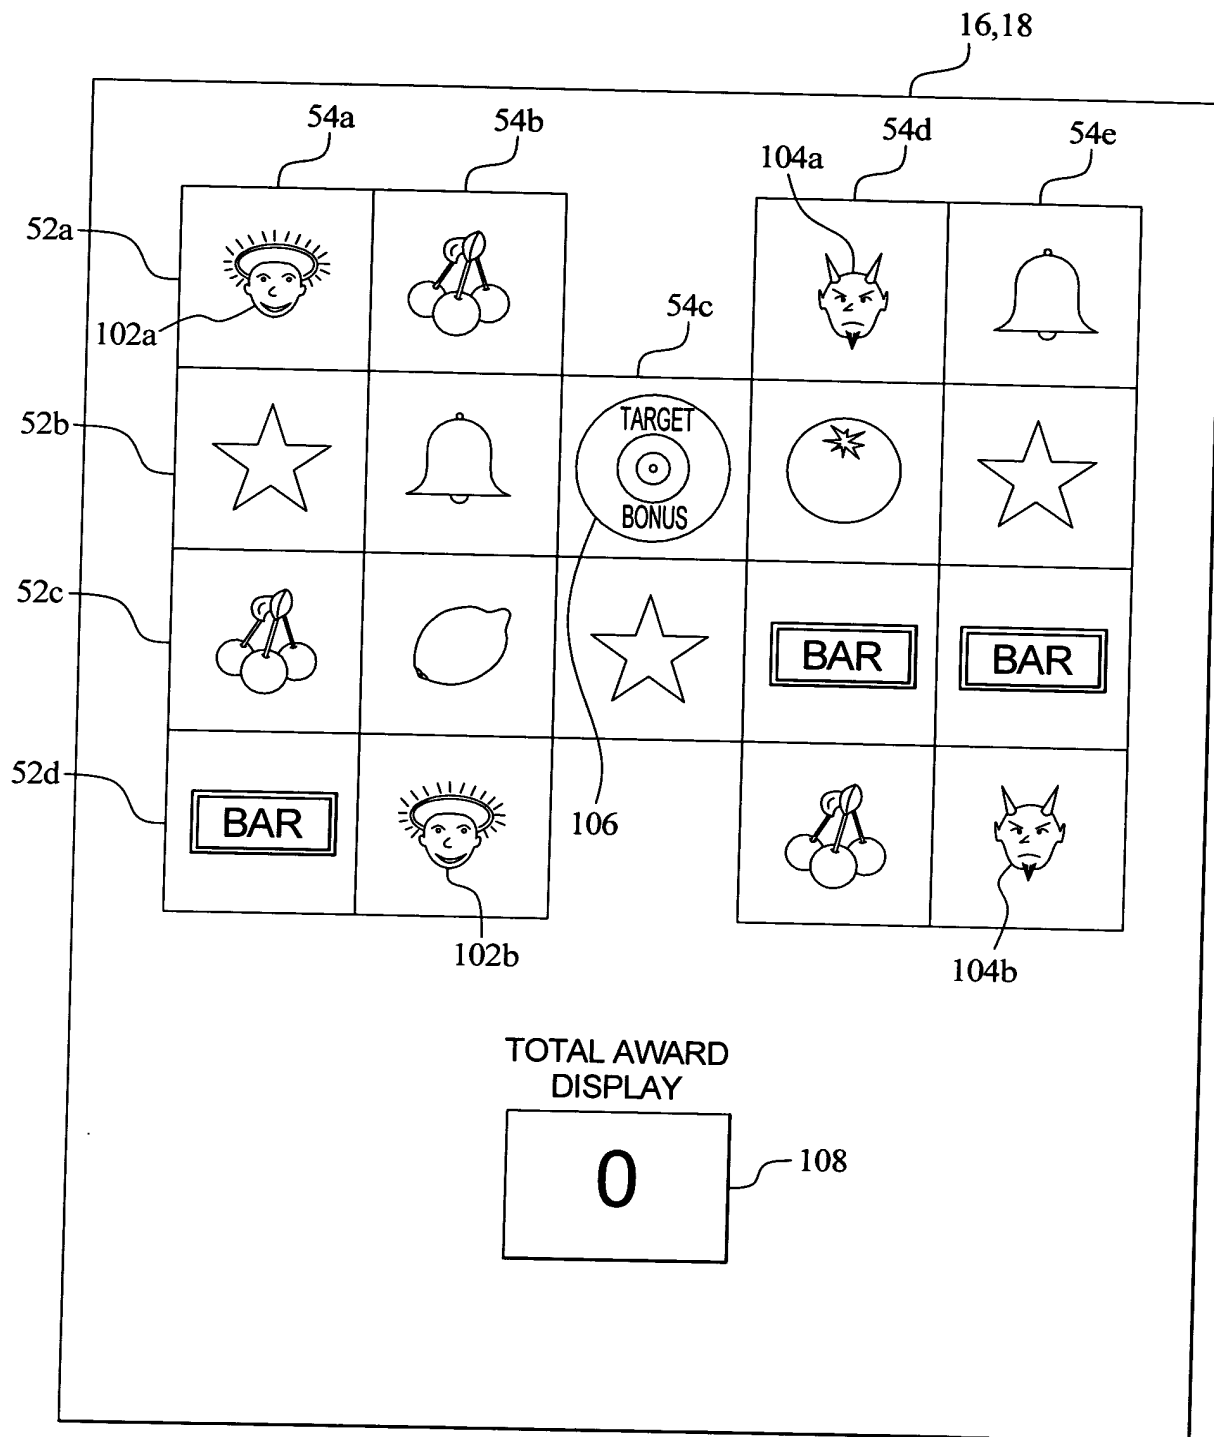 16,18
54a
54b
54d
54e
104a
52a
102a
54c
52b
TARGET
BONUS
52c
BAR
BAR
52d
BAR
106
102b
104b
TOTAL AWARD
DISPLAY
0
108